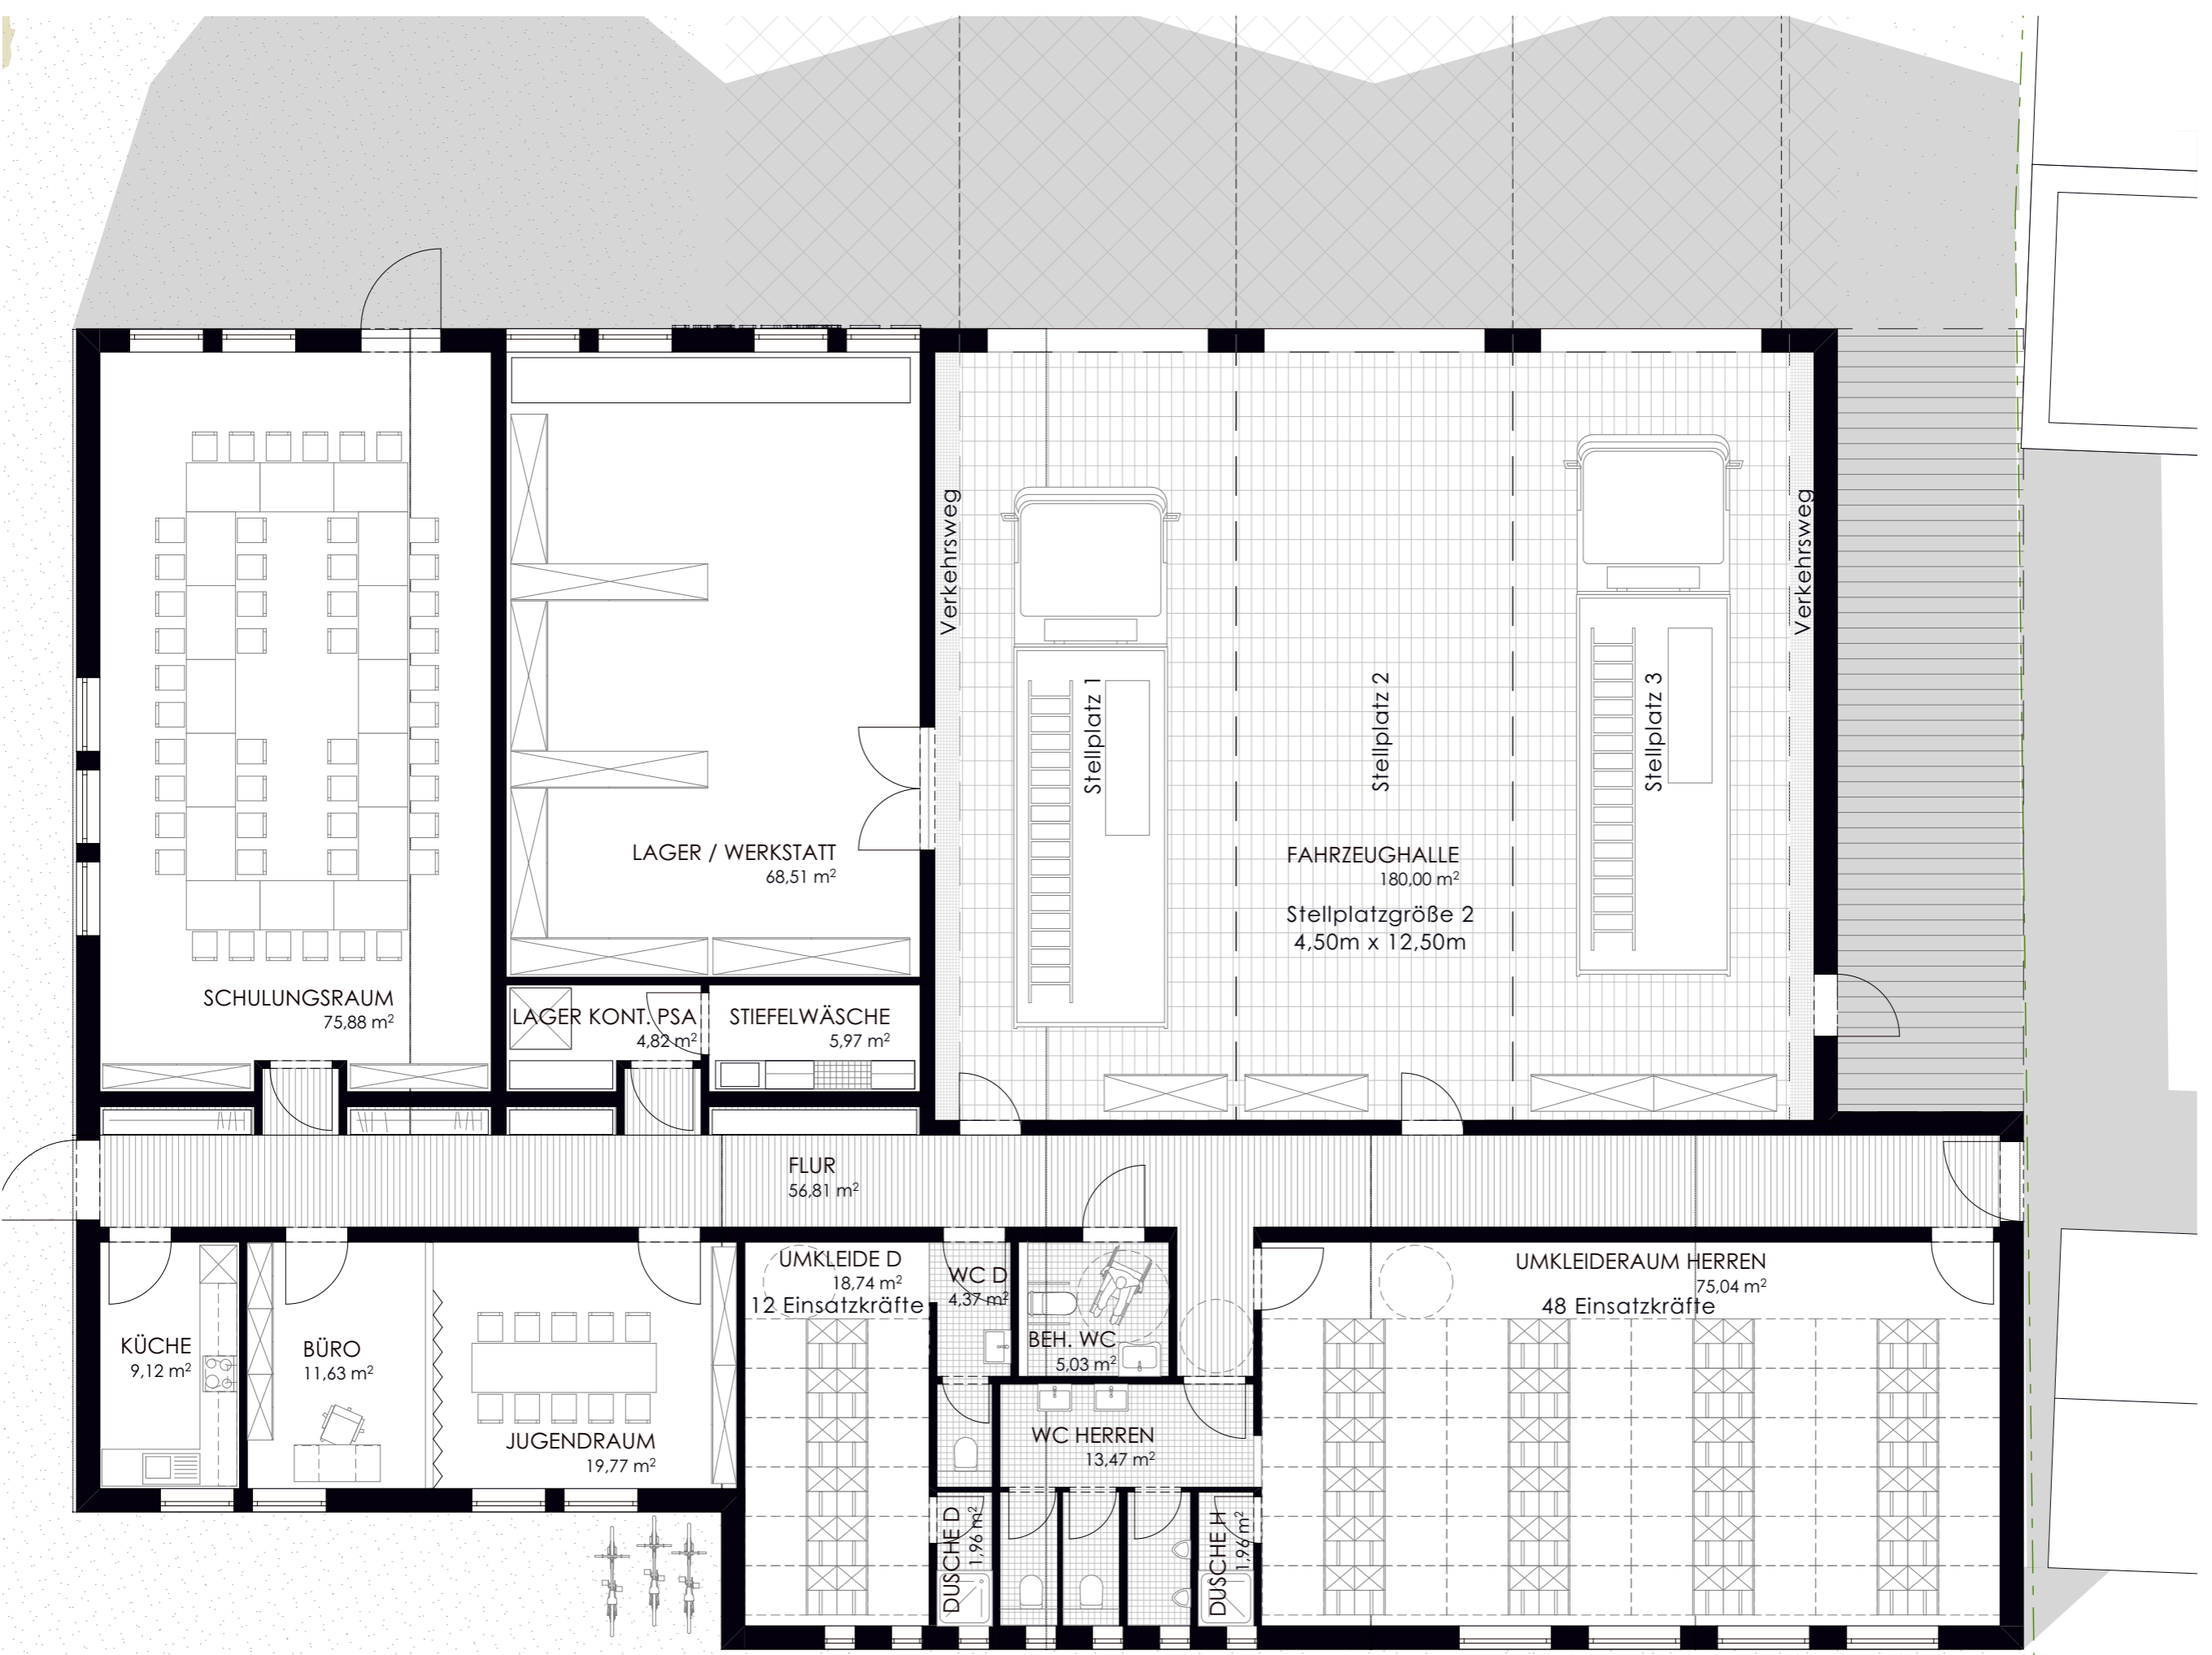 Verkehrsweg
Verkehrsweg
Stellplatz 1
Stellplatz 2
Stellplatz 3
LAGER / WERKSTATT
68,51 m²
FAHRZEUGHALLE
180,00 m²
Stellplatzgröße 2
4,50m x 12,50m
SCHULUNGSRAUM
75,88 m²
LAGER KONT. PSA
4,82 m²
STIEFELWÄSCHE
5,97 m²
FLUR
56,81 m²
UMKLEIDE D
18,74 m²
12 Einsatzkräfte
WC D
4,37 m²
UMKLEIDERAUM HERREN
75,04 m²
48 Einsatzkräfte
KÜCHE
9,12 m²
BÜRO
11,63 m²
BEH. WC
5,03 m²
JUGENDRAUM
19,77 m²
WC HERREN
13,47 m²
DUSCHE D
1,96 m²
DUSCHE H
1,96 m²